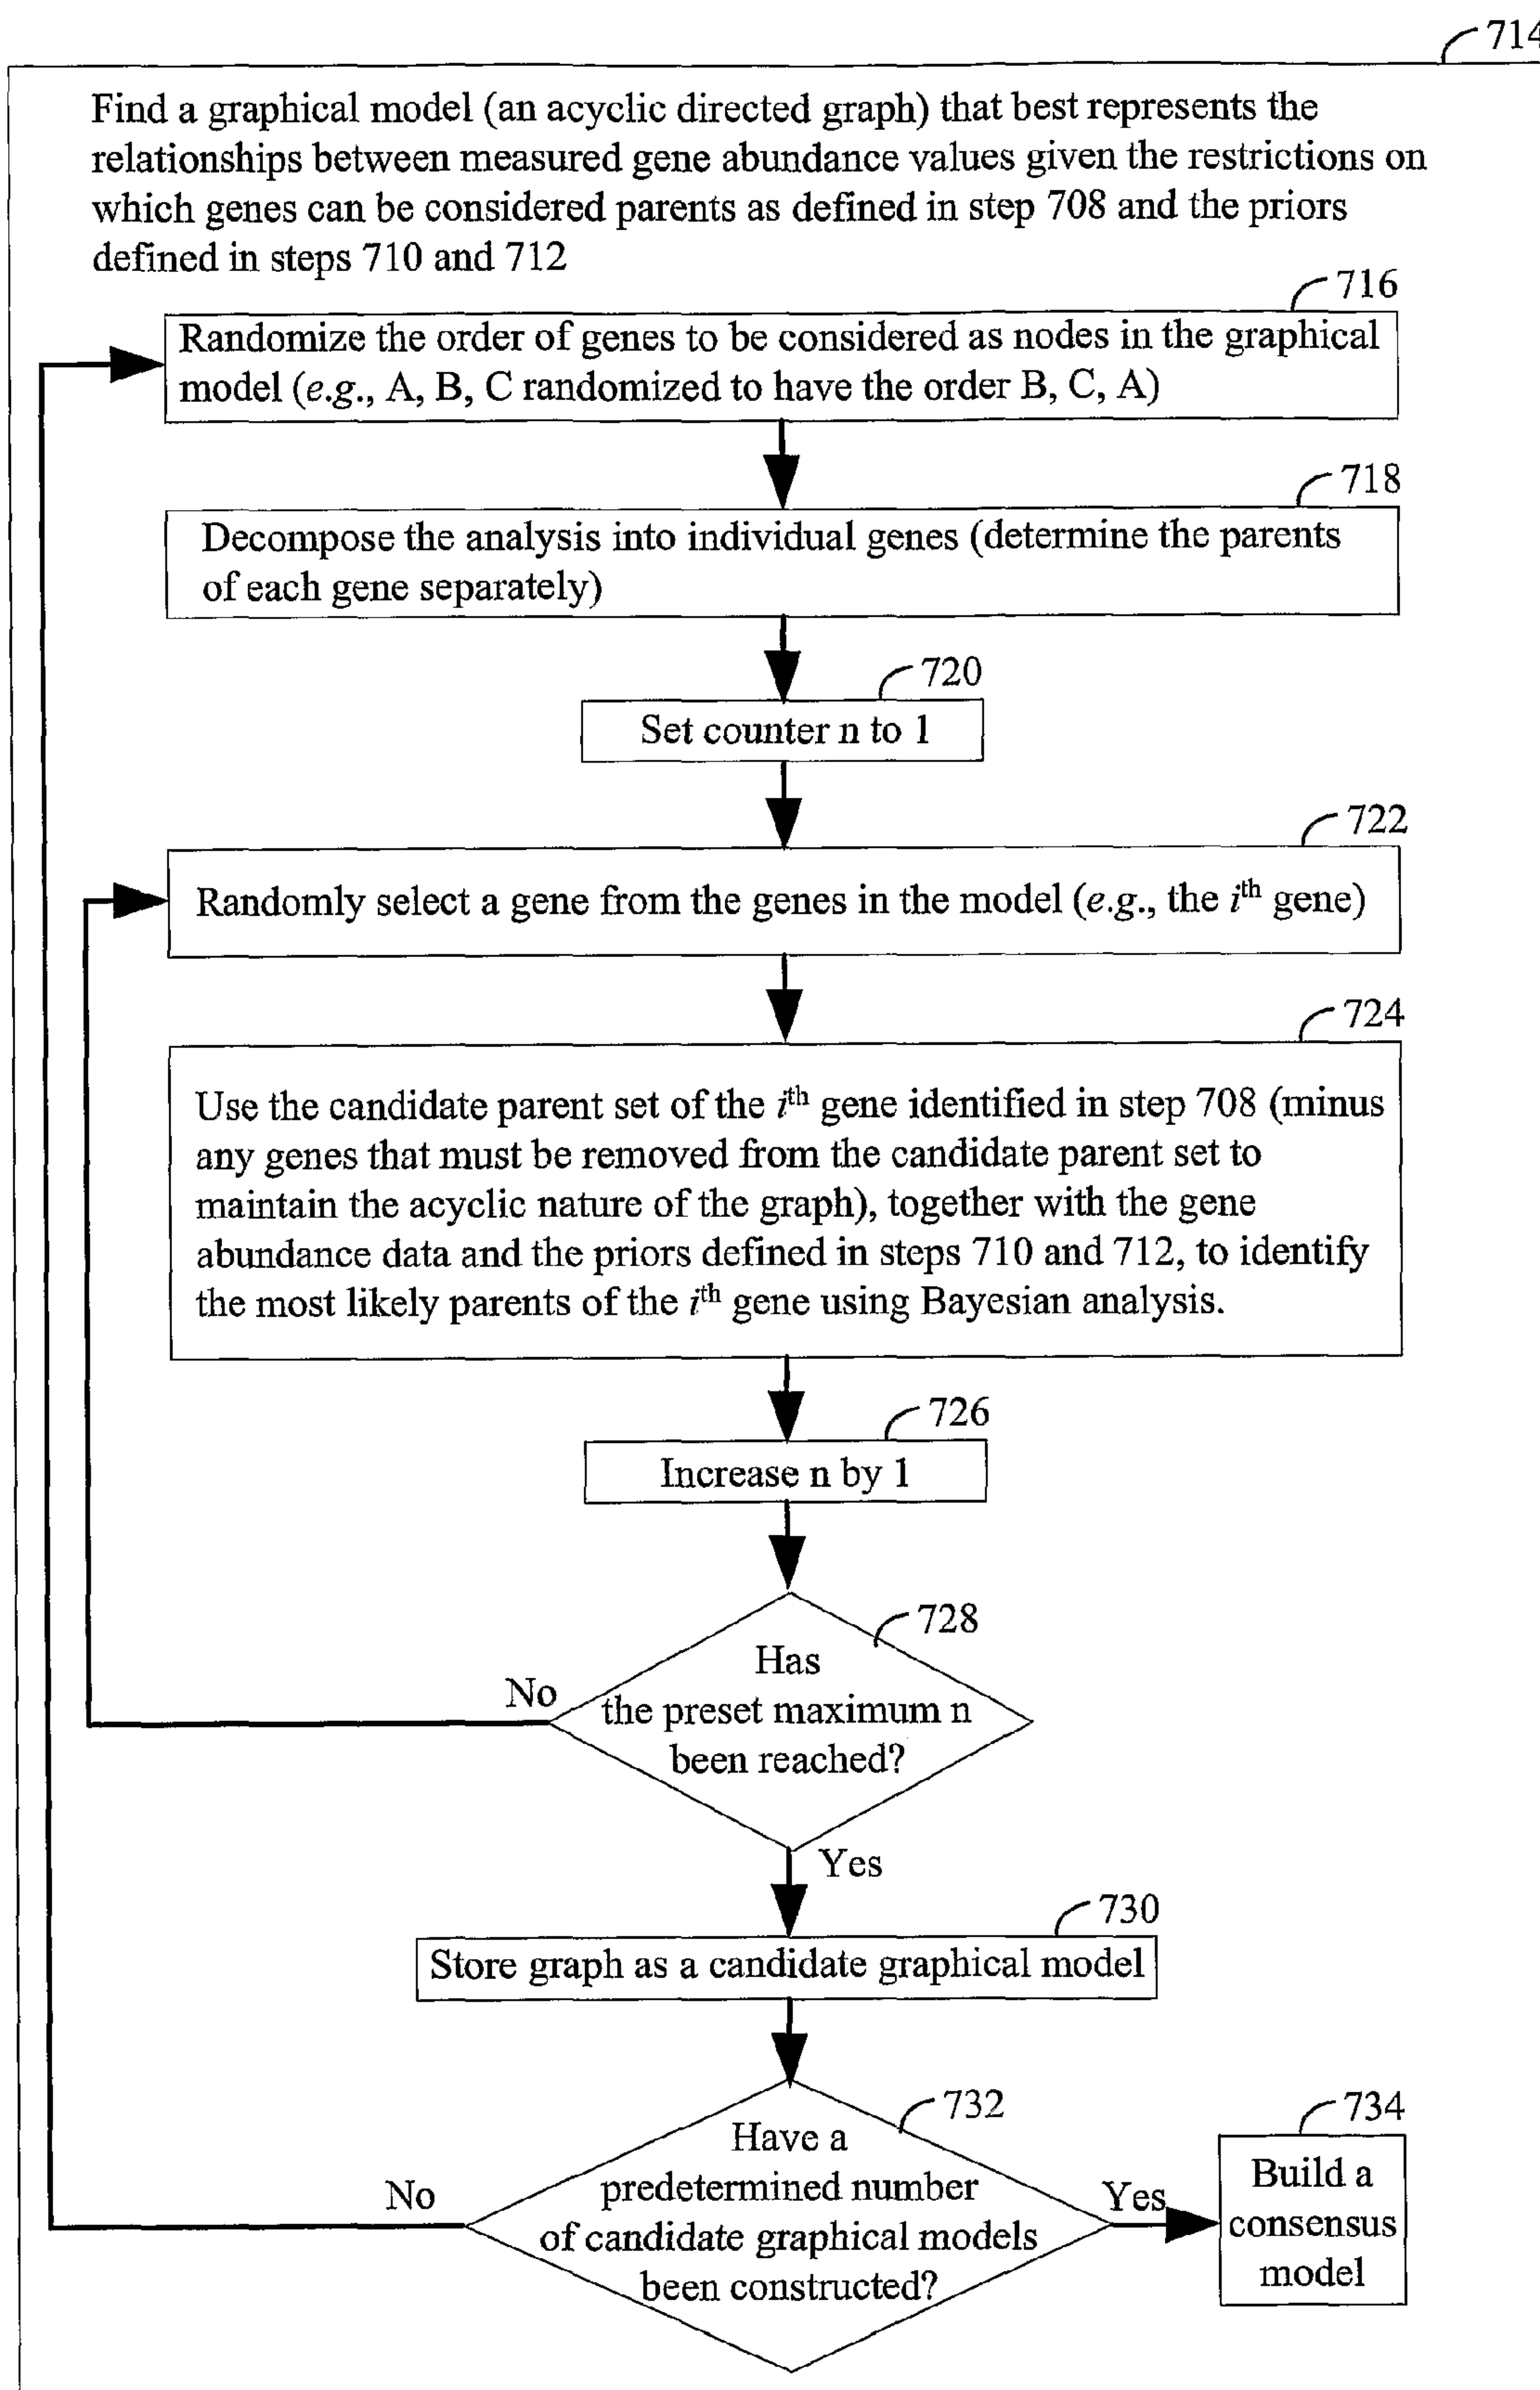 714
Find a graphical model (an acyclic directed graph) that best represents the
relationships between measured gene abundance values given the restrictions on
which genes can be considered parents as defined in step 708 and the priors
defined in steps 710 and 712
716
Randomize the order of genes to be considered as nodes in the graphical
model (e.g., A, B, C randomized to have the order B, C, A)
718
Decompose the analysis into individual genes (determine the parents
of each gene separately)
720
Set counter n to 1
722
Randomly select a gene from the genes in the model (e.g., the ith gene)
724
Use the candidate parent set of the ith gene identified in step 708 (minus
any genes that must be removed from the candidate parent set to
maintain the acyclic nature of the graph), together with the gene
abundance data and the priors defined in steps 710 and 712, to identify
the most likely parents of the ith gene using Bayesian analysis.
726
Increase n by 1
728
Has
the preset maximum n
been reached?
No
Yes
730
Store graph as a candidate graphical model
732
Have a
predetermined number
of candidate graphical models
been constructed?
No
Yes
734
Build a
consensus
model